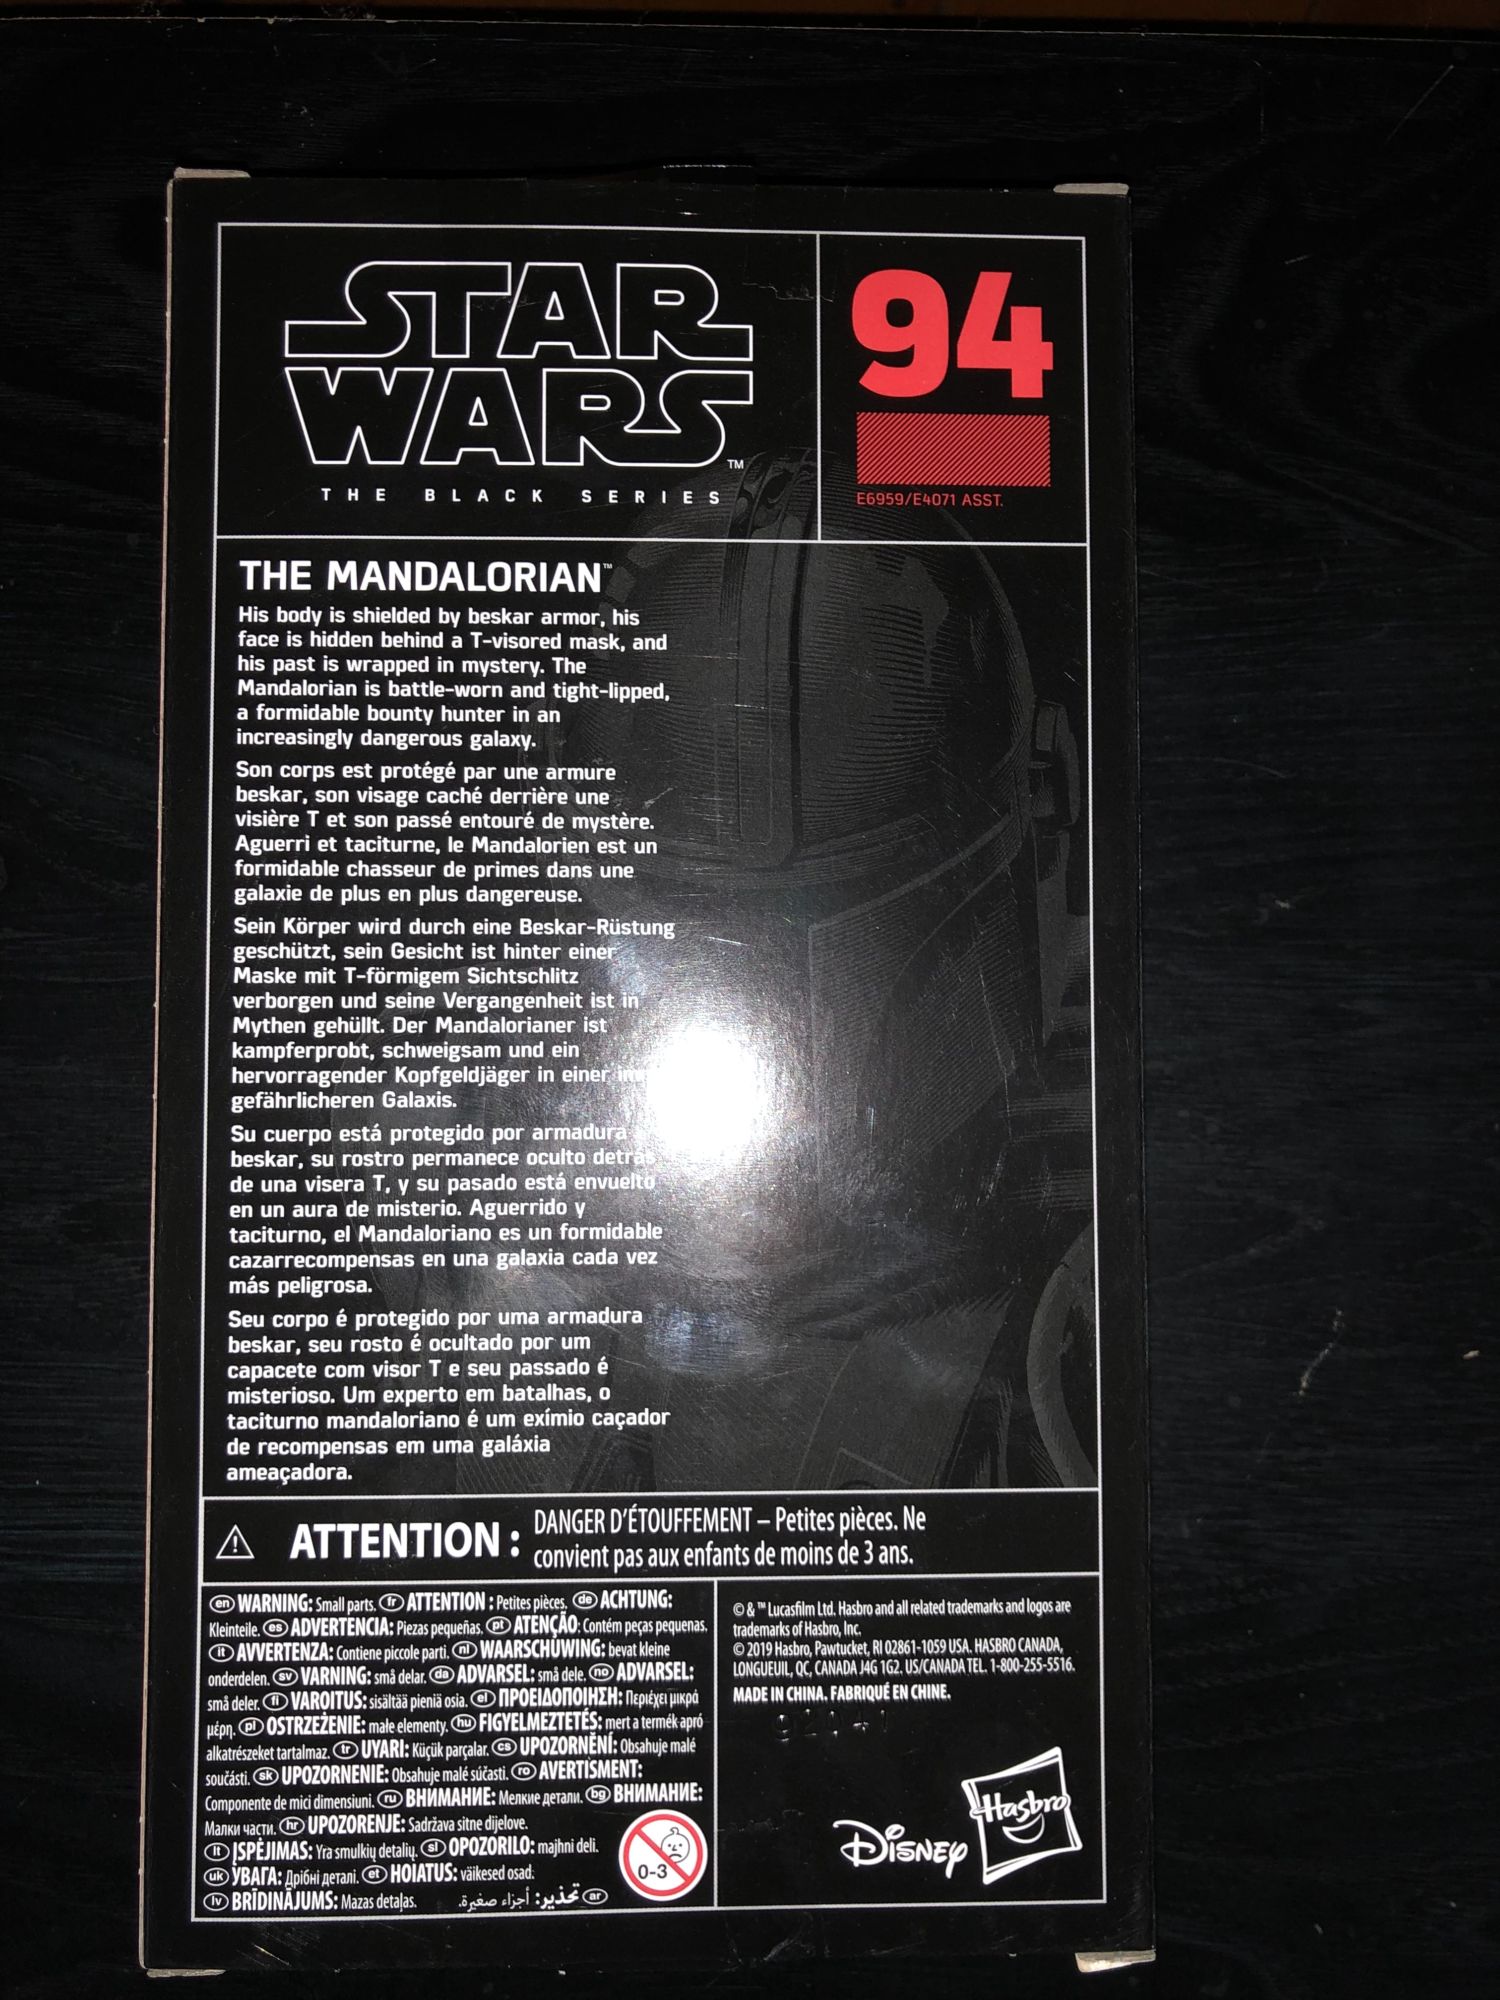 STAR
WARS
™
THE BLACK SERIES
94
E6959/E4071 ASST.
THE MANDALORIAN™
His body is shielded by beskar armor, his
face is hidden behind a T-visored mask, and
his past is wrapped in mystery. The
Mandalorian is battle-worn and tight-lipped,
a formidable bounty hunter in an
increasingly dangerous galaxy.
Son corps est protégé par une armure
beskar, son visage caché derrière une
visière T et son passé entouré de mystère.
Aguerri et taciturne, le Mandalorien est un
formidable chasseur de primes dans une
galaxie de plus en plus dangereuse.
Sein Körper wird durch eine Beskar-Rüstung
geschützt, sein Gesicht ist hinter einer
Maske mit T-förmigem Sichtschlitz
verborgen und seine Vergangenheit ist in
Mythen gehüllt. Der Mandalorianer ist
kampferprobt, schweigsam und ein
hervorragender Kopfgeldjäger in einer
gefährlicheren Galaxis.
Su cuerpo está protegido por armadura
beskar, su rostro permanece oculto detrás
de una visera T, y su pasado está envuelto
en un aura de misterio. Aguerrido y
taciturno, el Mandaloriano es un formidable
cazarrecompensas en una galaxia cada vez
más peligrosa.
Seu corpo é protegido por uma armadura
beskar, seu rosto é ocultado por um
capacete com visor T e seu passado é
misterioso. Um experto em batalhas, o
taciturno mandaloriano é um exímio caçador
de recompensas em uma galáxia
ameaçadora.
ATTENTION : DANGER D'ÉTOUFFEMENT – Petites pièces. Ne
convient pas aux enfants de moins de 3 ans.
en WARNING: Small parts. fr ATTENTION : Petites pièces. de ACHTUNG:
Kleinteile. es ADVERTENCIA: Piezas pequeñas. pt ATENÇÃO: Contém peças pequenas.
it AVVERTENZA: Contiene piccole parti. nl WAARSCHUWING: bevat kleine
onderdelen. sv VARNING: små delar. da ADVARSEL: små dele. no ADVARSEL:
små deler. fi VAROITUS: sisältää pieniä osia. el ΠΡΟΕΙΔΟΠΟΙΗΣΗ: Περιέχει μικρά
μέρη. pl OSTRZEŻENIE: małe elementy. hu FIGYELMEZTETÉS: mert a termék apró
alkatrészeket tartalmaz. tr UYARI: Küçük parçalar. cs UPOZORNĚNÍ: Obsahuje malé
součásti. sk UPOZORNENIE: Obsahuje malé súčasti. ro AVERTISMENT:
Componente de mici dimensiuni. ru ВНИМАНИЕ: Мелкие детали. bg ВНИМАНИЕ:
Малки части. hr UPOZORENJE: Sadržava sitne dijelove.
lt ĮSPĖJIMAS: Yra smulkių detalių. sl OPOZORILO: majhni deli.
uk УВАГА: Дрібні деталі. et HOIATUS: väikesed osad.
lv BRĪDINĀJUMS: Mazas detaļas. ar تحذير: أجزاء صغيرة.
0-3
© & ™ Lucasfilm Ltd. Hasbro and all related trademarks and logos are
trademarks of Hasbro, Inc.
© 2019 Hasbro, Pawtucket, RI 02861-1059 USA. HASBRO CANADA,
LONGUEUIL, QC, CANADA J4G 1G2. US/CANADA TEL. 1-800-255-5516.
MADE IN CHINA. FABRIQUÉ EN CHINE.
Disney
Hasbro